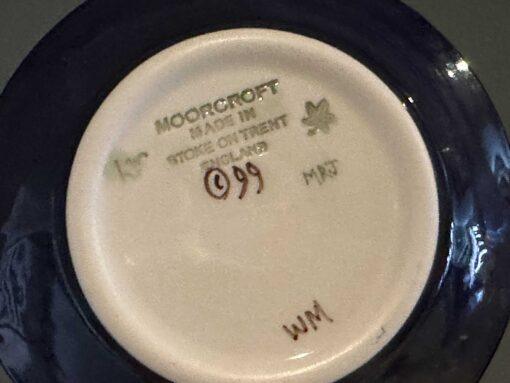 MOORCROFT
MADE IN
STOKE ON TRENT
ENGLAND
©99
MRJ
WM